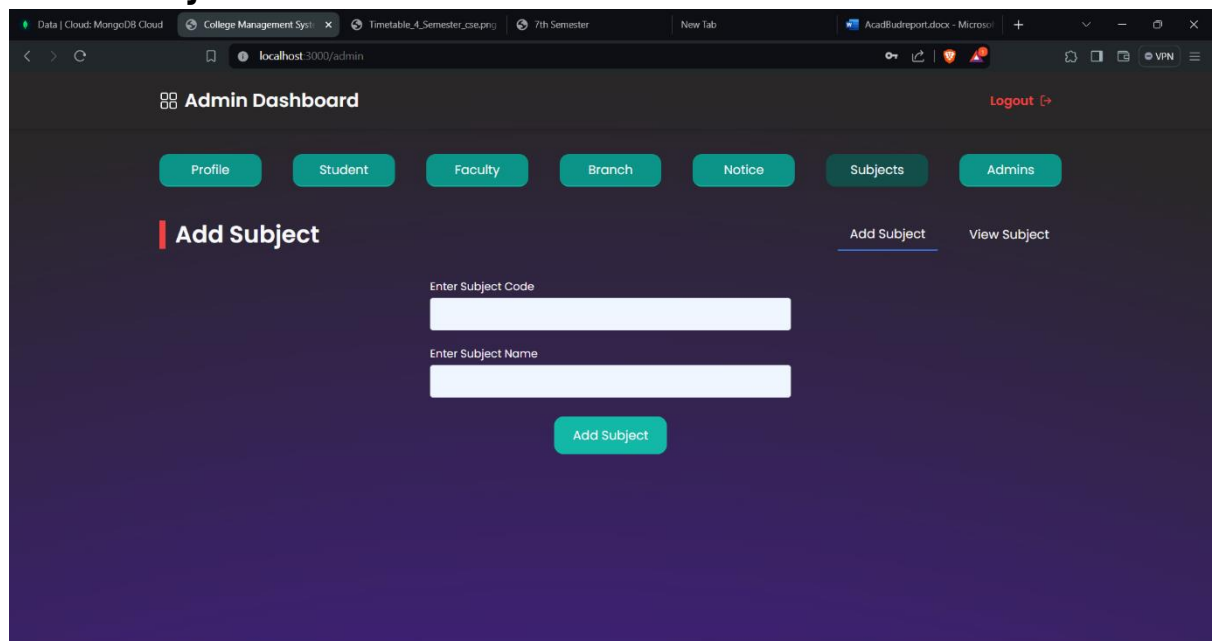 Data | Cloud: MongoDB Cloud College Management Syst Timetable_4_Semester_cse.png 7th Semester New Tab AcadBudreport.docx - Microsof
localhost:3000/admin VPN
Admin Dashboard Logout
Profile Student Faculty Branch Notice Subjects Admins
Add Subject Add Subject View Subject
Enter Subject Code
Enter Subject Name
Add Subject